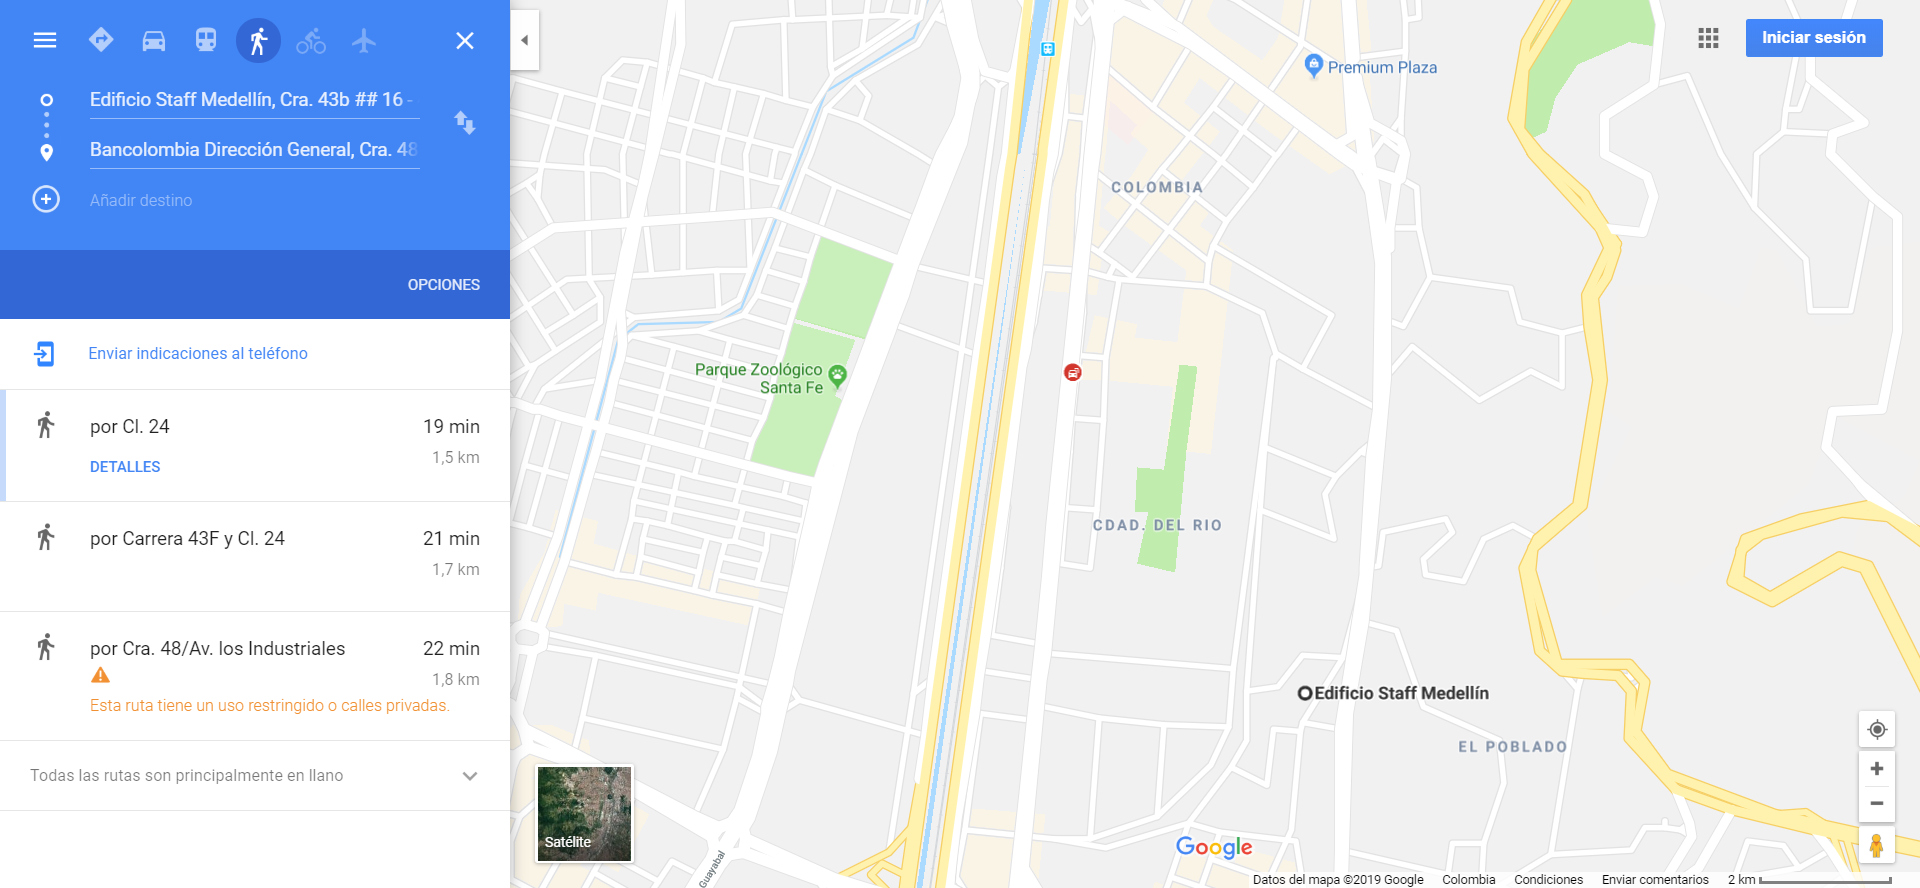 Edificio Staff Medellín, Cra. 43b ## 16 -
Bancolombia Dirección General, Cra. 48
Añadir destino
OPCIONES
Enviar indicaciones al teléfono
por Cl. 24
19 min
1,5 km
DETALLES
por Carrera 43F y Cl. 24
21 min
1,7 km
por Cra. 48/Av. los Industriales
22 min
1,8 km
Esta ruta tiene un uso restringido o calles privadas.
Todas las rutas son principalmente en llano
Iniciar sesión
Premium Plaza
COLOMBIA
Parque Zoológico
Santa Fe
CDAD. DEL RIO
Edificio Staff Medellín
EL POBLADO
Satélite
Guayabal
Google
Datos del mapa ©2019 Google
Colombia
Condiciones
Enviar comentarios
2 km